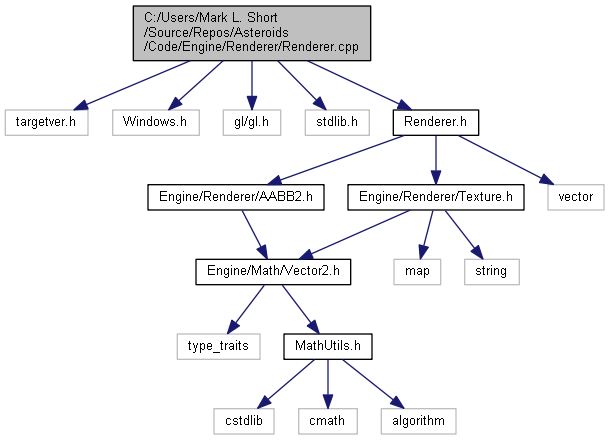 C:/Users/Mark L. Short
/Source/Repos/Asteroids
/Code/Engine/Renderer/Renderer.cpp
targetver.h
Windows.h
gl/gl.h
stdlib.h
Renderer.h
Engine/Renderer/AABB2.h
Engine/Renderer/Texture.h
vector
Engine/Math/Vector2.h
map
string
type_traits
MathUtils.h
cstdlib
cmath
algorithm